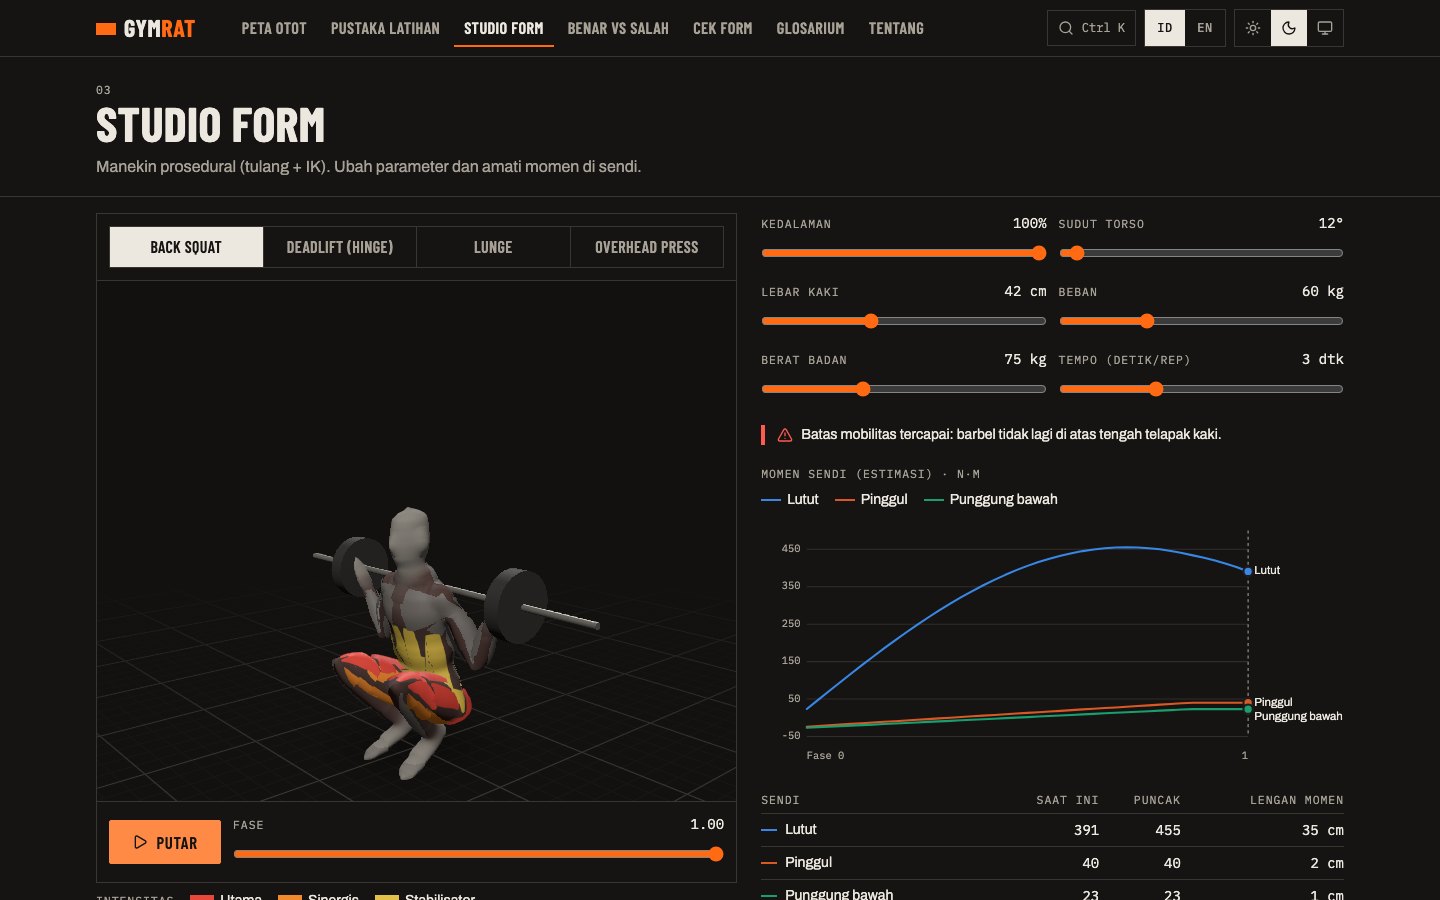 GYMRAT PETA OTOT PUSTAKA LATIHAN STUDIO FORM BENAR VS SALAH CEK FORM GLOSARIUM TENTANG Ctrl K ID EN
03
STUDIO FORM
Manekin prosedural (tulang + IK). Ubah parameter dan amati momen di sendi.
BACK SQUAT DEADLIFT (HINGE) LUNGE OVERHEAD PRESS
PUTAR
FASE 1.00
INTENSITAS Utama Sinergis Stabilisator
KEDALAMAN 100% SUDUT TORSO 12°
LEBAR KAKI 42 cm BEBAN 60 kg
BERAT BADAN 75 kg TEMPO (DETIK/REP) 3 dtk
Batas mobilitas tercapai: barbel tidak lagi di atas tengah telapak kaki.
MOMEN SENDI (ESTIMASI) · N·M
Lutut Pinggul Punggung bawah
450
350
250
150
50
-50
Lutut
Pinggul
Punggung bawah
Fase 0 1
SENDI SAAT INI PUNCAK LENGAN MOMEN
Lutut 391 455 35 cm
Pinggul 40 40 2 cm
Punggung bawah 23 23 1 cm